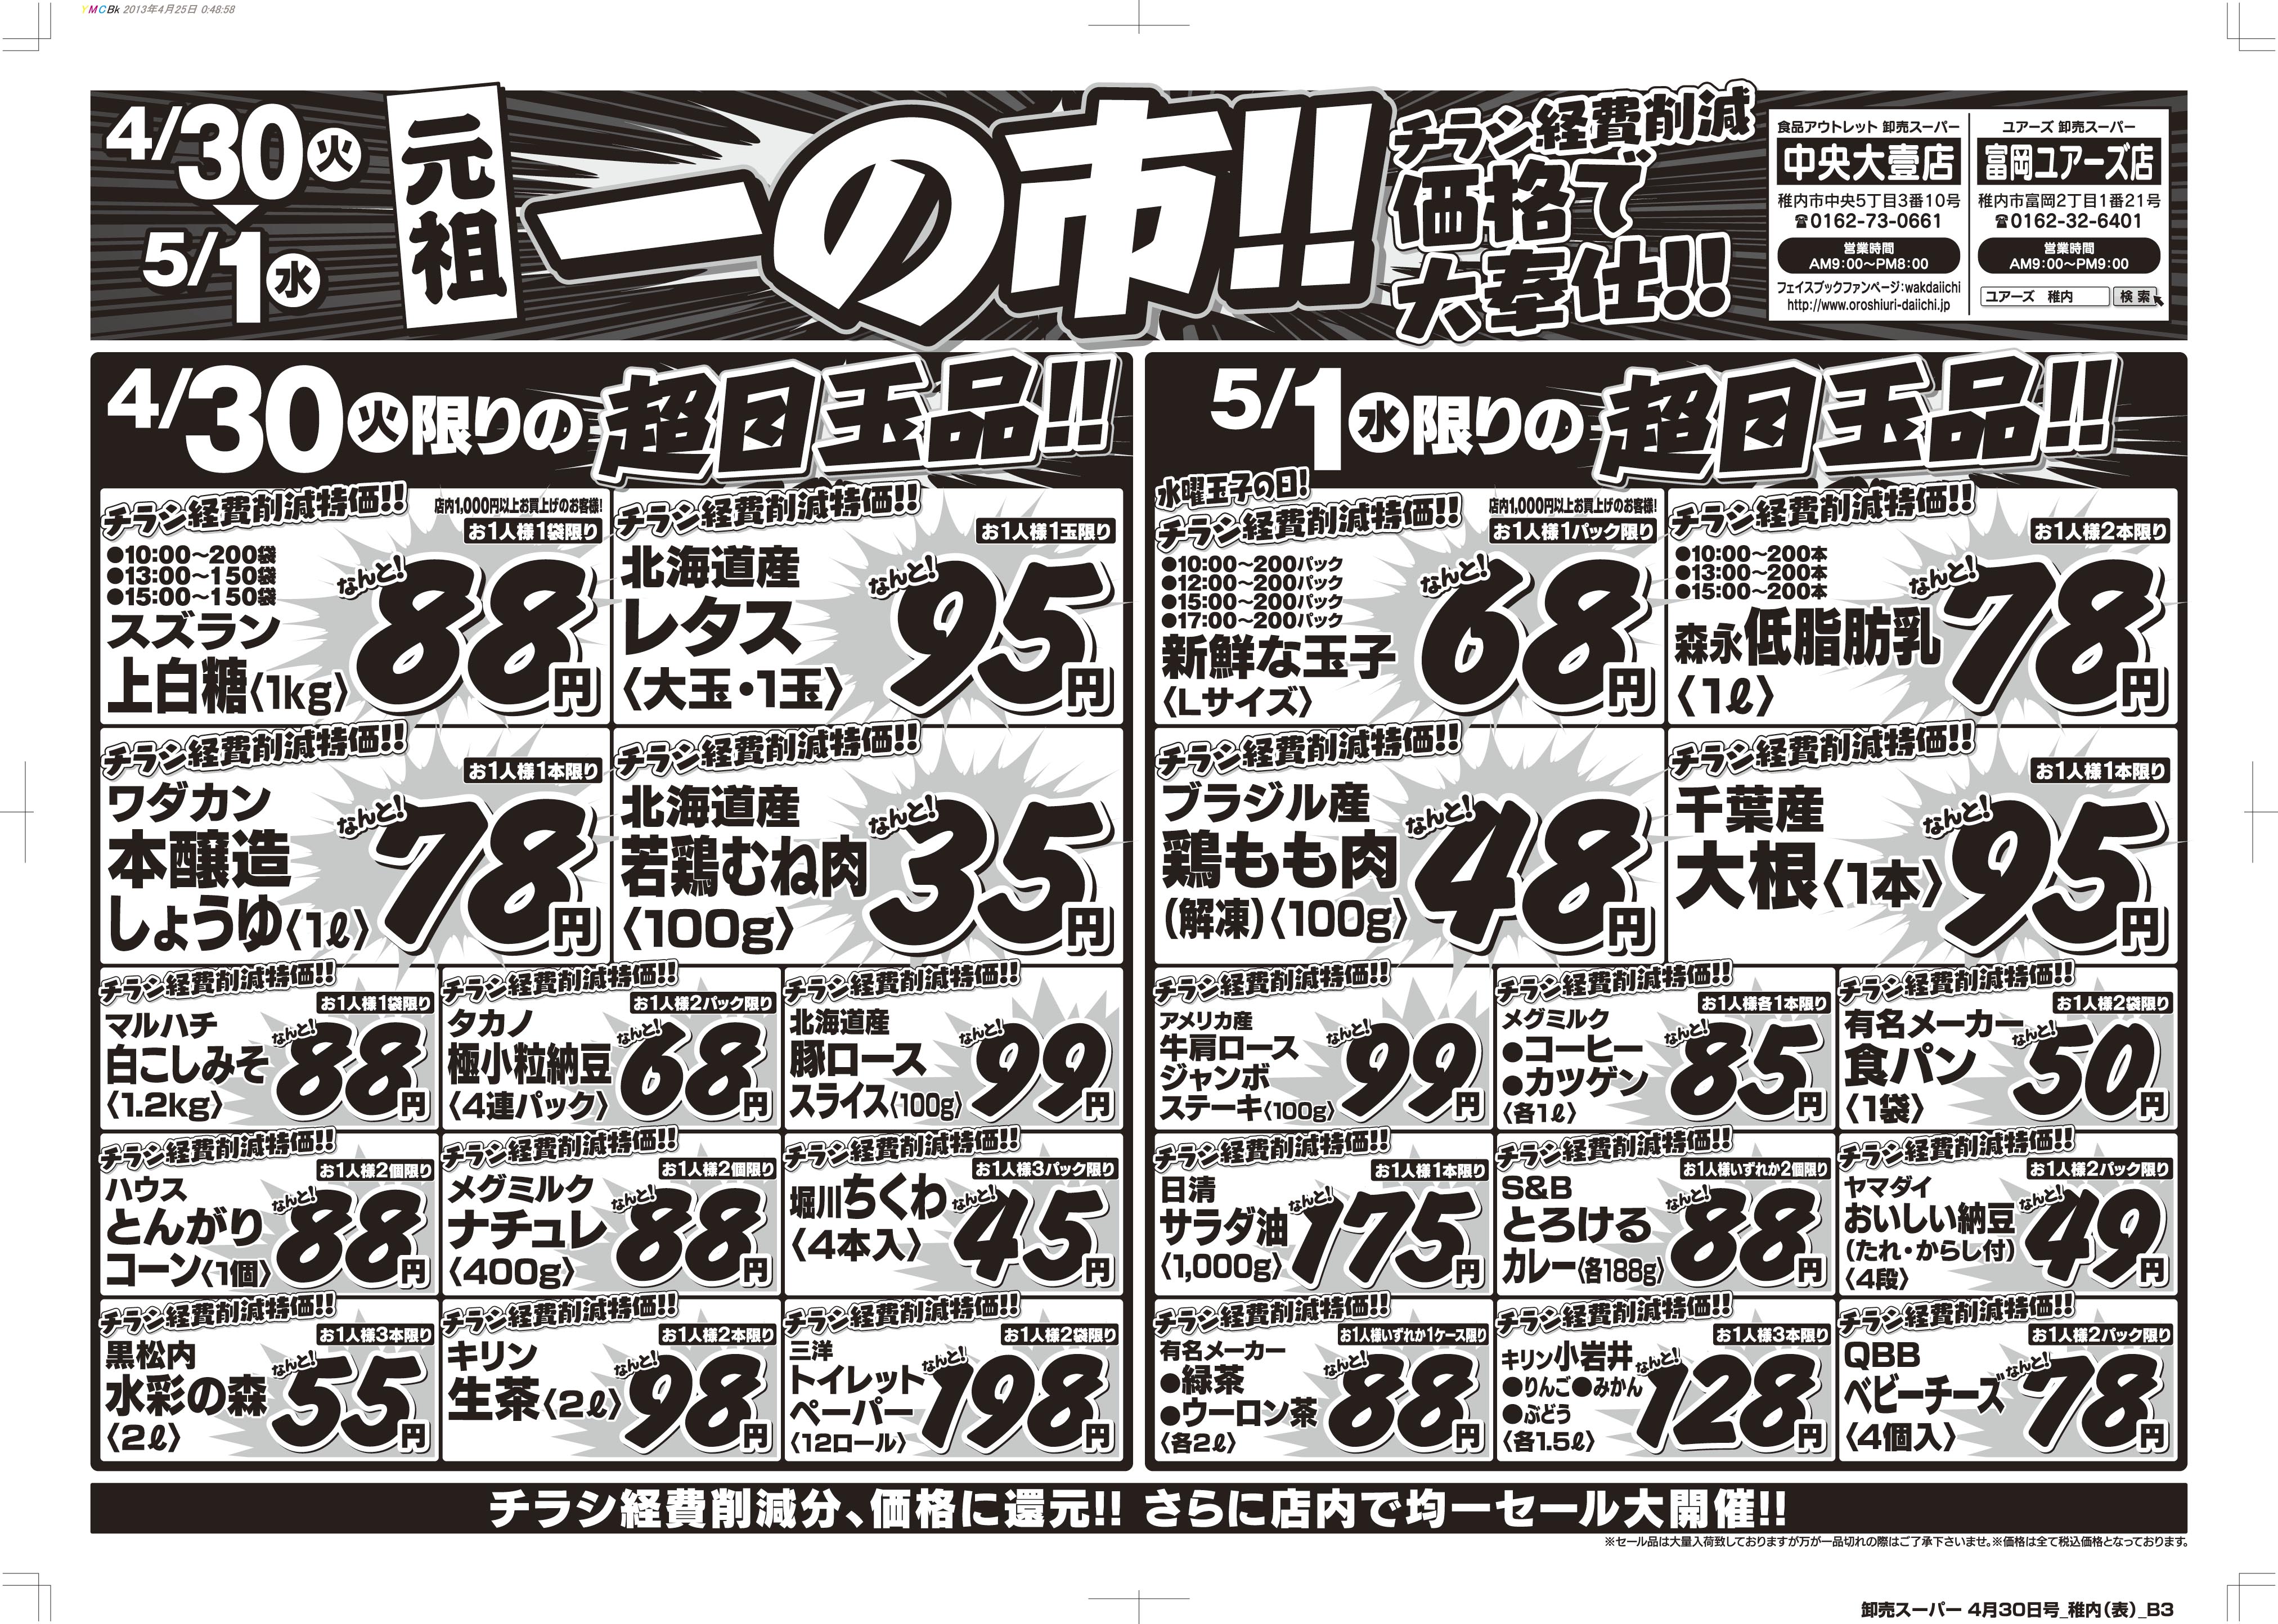 YMCBk 2013年4月25日 0:48:58
4/30火
5/1水
元祖
一の市!!
チラシ経費削減
価格で
大奉仕!!
食品アウトレット 卸売スーパー
中央大壹店
稚内市中央5丁目3番10号
☎0162-73-0661
営業時間
AM9:00〜PM8:00
フェイスブックファンページ:wakdaiichi
http://www.oroshiuri-daiichi.jp
ユアーズ 卸売スーパー
富岡ユアーズ店
稚内市富岡2丁目1番21号
☎0162-32-6401
営業時間
AM9:00〜PM9:00
ユアーズ 稚内 検索
4/30火限りの超目玉品!!
チラシ経費削減特価!!
店内1,000円以上お買上げのお客様!
お1人様1袋限り
●10:00〜200袋
●13:00〜150袋
●15:00〜150袋
スズラン
上白糖〈1kg〉
なんと!
88円
チラシ経費削減特価!!
お1人様1玉限り
北海道産
レタス
〈大玉・1玉〉
なんと!
95円
チラシ経費削減特価!!
お1人様1本限り
ワダカン
本醸造
しょうゆ〈1ℓ〉
なんと!
78円
チラシ経費削減特価!!
北海道産
若鶏むね肉
〈100g〉
なんと!
35円
チラシ経費削減特価!!
お1人様1袋限り
マルハチ
白こしみそ
〈1.2kg〉
なんと!
88円
チラシ経費削減特価!!
お1人様2パック限り
タカノ
極小粒納豆
〈4連パック〉
なんと!
68円
チラシ経費削減特価!!
北海道産
豚ロース
スライス〈100g〉
なんと!
99円
チラシ経費削減特価!!
お1人様2個限り
ハウス
とんがり
コーン〈1個〉
なんと!
88円
チラシ経費削減特価!!
お1人様2個限り
メグミルク
ナチュレ
〈400g〉
なんと!
88円
チラシ経費削減特価!!
お1人様3パック限り
堀川ちくわ
〈4本入〉
なんと!
45円
チラシ経費削減特価!!
お1人様3本限り
黒松内
水彩の森
〈2ℓ〉
なんと!
55円
チラシ経費削減特価!!
お1人様2本限り
キリン
生茶〈2ℓ〉
なんと!
98円
チラシ経費削減特価!!
お1人様2袋限り
三洋
トイレット
ペーパー
〈12ロール〉
なんと!
198円
5/1水限りの超目玉品!!
水曜玉子の日!
チラシ経費削減特価!!
店内1,000円以上お買上げのお客様!
お1人様1パック限り
●10:00〜200パック
●12:00〜200パック
●15:00〜200パック
●17:00〜200パック
新鮮な玉子
〈Lサイズ〉
なんと!
68円
チラシ経費削減特価!!
お1人様2本限り
●10:00〜200本
●13:00〜200本
●15:00〜200本
森永低脂肪乳
〈1ℓ〉
なんと!
78円
チラシ経費削減特価!!
ブラジル産
鶏もも肉
(解凍)〈100g〉
なんと!
48円
チラシ経費削減特価!!
お1人様1本限り
千葉産
大根〈1本〉
なんと!
95円
チラシ経費削減特価!!
アメリカ産
牛肩ロース
ジャンボ
ステーキ〈100g〉
なんと!
99円
チラシ経費削減特価!!
お1人様各1本限り
メグミルク
●コーヒー
●カツゲン
〈各1ℓ〉
なんと!
85円
チラシ経費削減特価!!
お1人様2袋限り
有名メーカー
食パン
〈1袋〉
なんと!
50円
チラシ経費削減特価!!
お1人様1本限り
日清
サラダ油
〈1,000g〉
なんと!
175円
チラシ経費削減特価!!
お1人様いずれか2個限り
S&B
とろける
カレー〈各188g〉
なんと!
88円
チラシ経費削減特価!!
お1人様2パック限り
ヤマダイ
おいしい納豆
(たれ・からし付)
〈4段〉
なんと!
49円
チラシ経費削減特価!!
お1人様いずれか1ケース限り
有名メーカー
●緑茶
●ウーロン茶
〈各2ℓ〉
なんと!
88円
チラシ経費削減特価!!
お1人様3本限り
キリン小岩井
●りんご●みかん
●ぶどう
〈各1.5ℓ〉
なんと!
128円
チラシ経費削減特価!!
お1人様2パック限り
QBB
ベビーチーズ
〈4個入〉
なんと!
78円
チラシ経費削減分、価格に還元!! さらに店内で均一セール大開催!!
※セール品は大量入荷致しておりますが万が一品切れの際はご了承下さいませ。※価格は全て税込価格となっております。
卸売スーパー 4月30日号_稚内(表)_B3